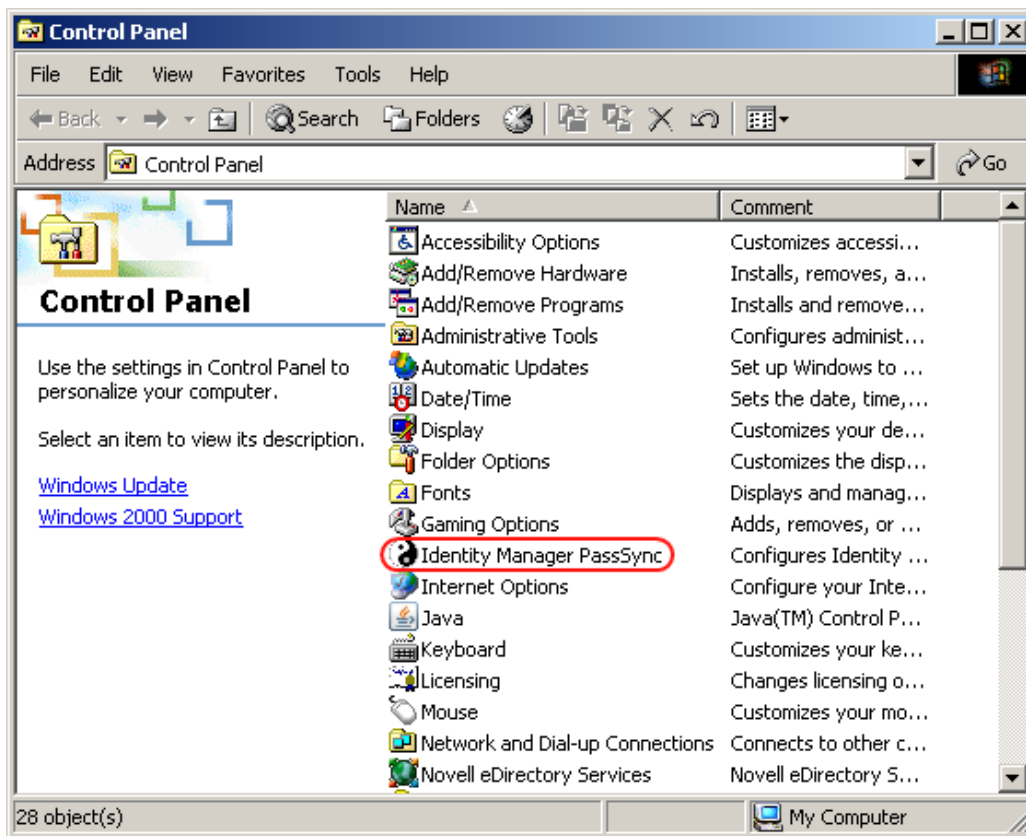 Control Panel
File Edit View Favorites Tools Help
Back Search Folders
Address Control Panel Go
Control Panel
Use the settings in Control Panel to
personalize your computer.
Select an item to view its description.
Windows Update
Windows 2000 Support
Name Comment
Accessibility Options Customizes accessi...
Add/Remove Hardware Installs, removes, a...
Add/Remove Programs Installs and remove...
Administrative Tools Configures administ...
Automatic Updates Set up Windows to ...
Date/Time Sets the date, time,...
Display Customizes your de...
Folder Options Customizes the disp...
Fonts Displays and manag...
Gaming Options Adds, removes, or ...
Identity Manager PassSync Configures Identity ...
Internet Options Configure your Inte...
Java Java(TM) Control P...
Keyboard Customizes your ke...
Licensing Changes licensing o...
Mouse Customizes your mo...
Network and Dial-up Connections Connects to other c...
Novell eDirectory Services Novell eDirectory S...
28 object(s) My Computer